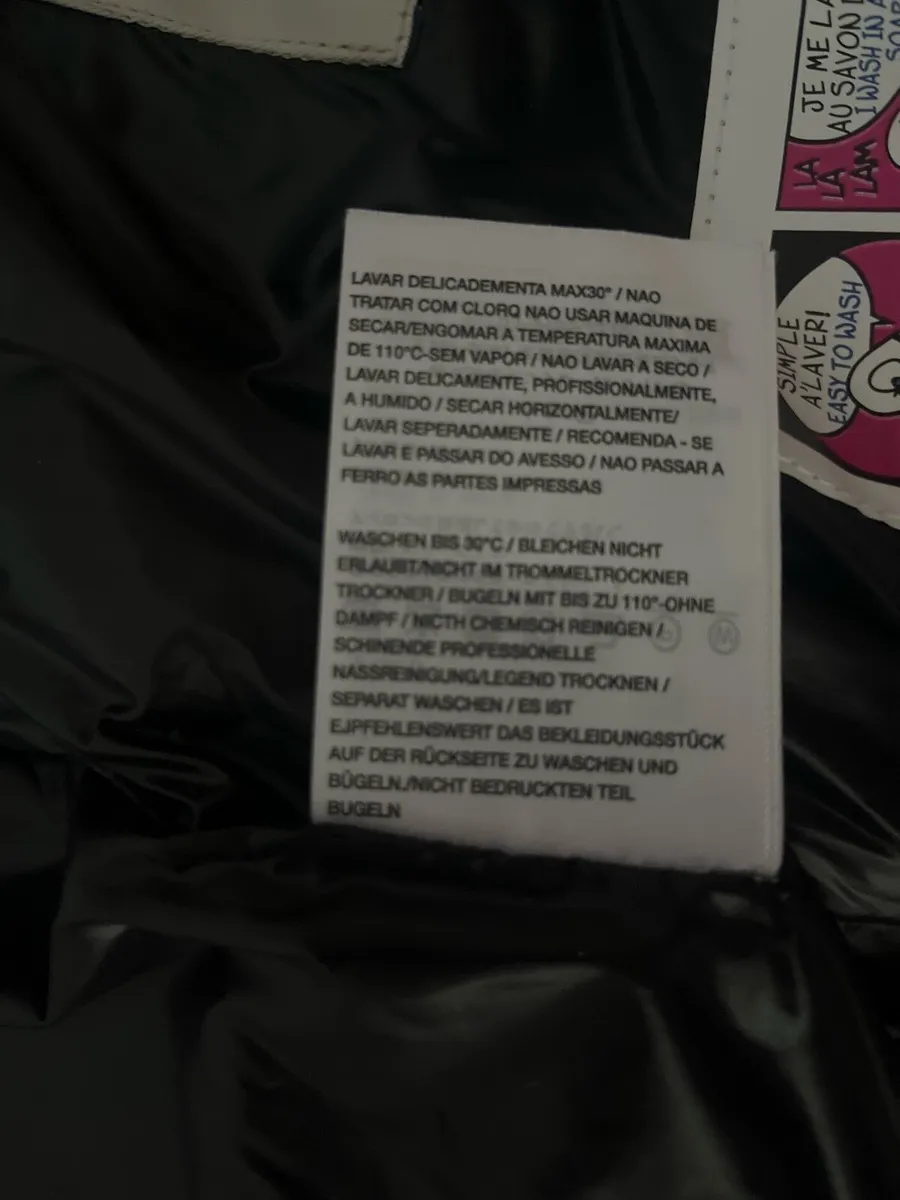 LAVAR DELICADEMENTA MAX30° / NAO
TRATAR COM CLORQ NAO USAR MAQUINA DE
SECAR/ENGOMAR A TEMPERATURA MAXIMA
DE 110°C-SEM VAPOR / NAO LAVAR A SECO /
LAVAR DELICAMENTE, PROFISSIONALMENTE,
A HUMIDO / SECAR HORIZONTALMENTE/
LAVAR SEPERADAMENTE / RECOMENDA - SE
LAVAR E PASSAR DO AVESSO / NAO PASSAR A
FERRO AS PARTES IMPRESSAS
WASCHEN BIS 30°C / BLEICHEN NICHT
ERLAUBT/NICHT IM TROMMELTROCKNER
TROCKNER / BUGELN MIT BIS ZU 110°-OHNE
DAMPF / NICTH CHEMISCH REINIGEN /
SCHINENDE PROFESSIONELLE
NASSREINIGUNG/LEGEND TROCKNEN /
SEPARAT WASCHEN / ES IST
EJPFEHLENSWERT DAS BEKLEIDUNGSSTÜCK
AUF DER RÜCKSEITE ZU WASCHEN UND
BÜGELN./NICHT BEDRUCKTEN TEIL
BUGELN
JE ME LA
AU SAVON
I WASH IN A
LA
LA
LAM
SIMPLE
A'LAVER!
EASY TO WASH